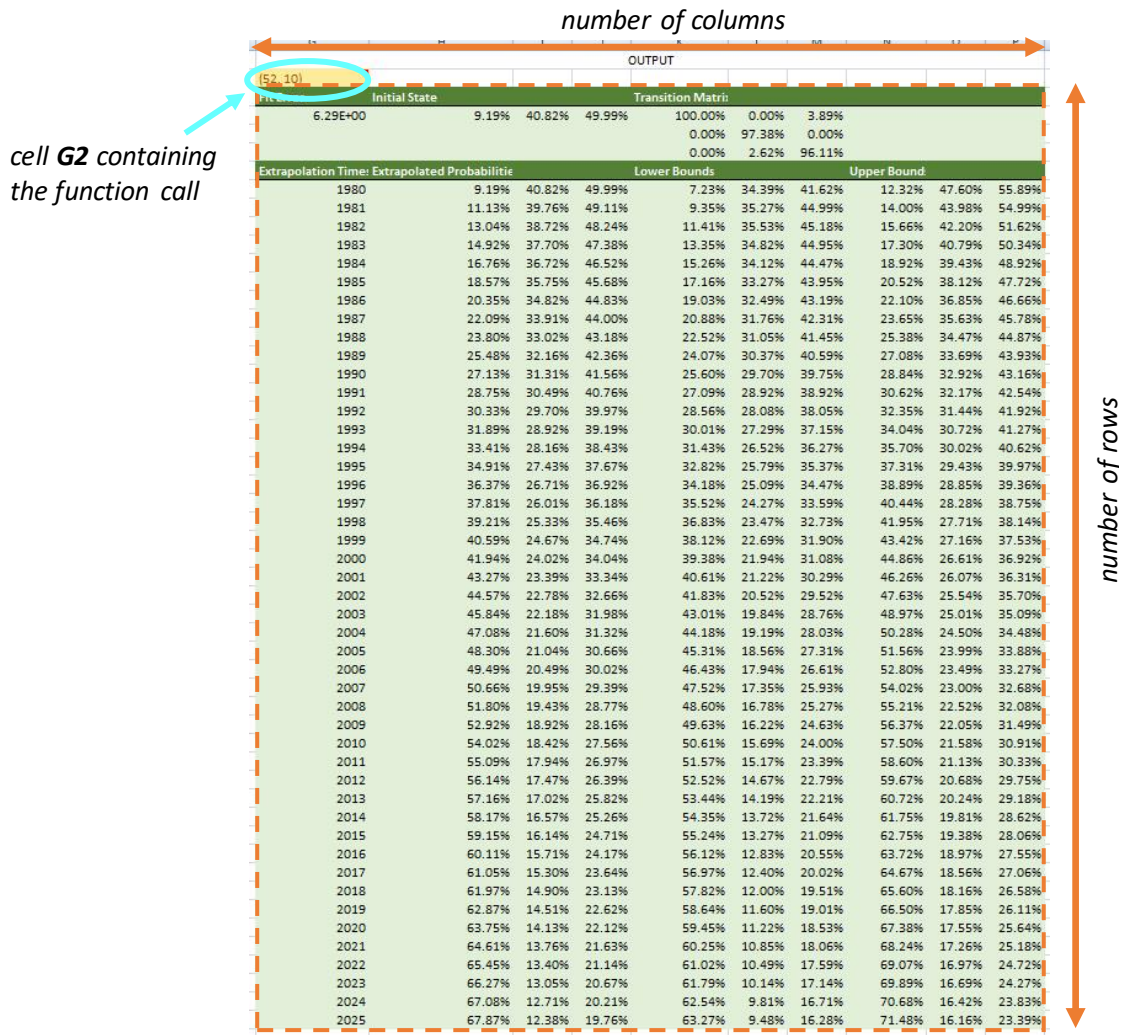 number of columns
OUTPUT
(52, 10)
Initial State Transition Matri
6.29E+00 9.19% 40.82% 49.99% 100.00% 0.00% 3.89%
0.00% 97.38% 0.00%
0.00% 2.62% 96.11%
cell G2 containing
the function call
Extrapolation Time: Extrapolated Probabilitie Lower Bounds Upper Bound
1980 9.19% 40.82% 49.99% 7.23% 34.39% 41.62% 12.32% 47.60% 55.89%
1981 11.13% 39.76% 49.11% 9.35% 35.27% 44.99% 14.00% 43.98% 54.99%
1982 13.04% 38.72% 48.24% 11.41% 35.53% 45.18% 15.66% 42.20% 51.62%
1983 14.92% 37.70% 47.38% 13.35% 34.82% 44.95% 17.30% 40.79% 50.34%
1984 16.76% 36.72% 46.52% 15.26% 34.12% 44.47% 18.92% 39.43% 48.92%
1985 18.57% 35.75% 45.68% 17.16% 33.27% 43.95% 20.52% 38.12% 47.72%
1986 20.35% 34.82% 44.83% 19.03% 32.49% 43.19% 22.10% 36.85% 46.66%
1987 22.09% 33.91% 44.00% 20.88% 31.76% 42.31% 23.65% 35.63% 45.78%
1988 23.80% 33.02% 43.18% 22.52% 31.05% 41.45% 25.38% 34.47% 44.87%
1989 25.48% 32.16% 42.36% 24.07% 30.37% 40.59% 27.08% 33.69% 43.93%
1990 27.13% 31.31% 41.56% 25.60% 29.70% 39.75% 28.84% 32.92% 43.16%
1991 28.75% 30.49% 40.76% 27.09% 28.92% 38.92% 30.62% 32.17% 42.54%
1992 30.33% 29.70% 39.97% 28.56% 28.08% 38.05% 32.35% 31.44% 41.92%
1993 31.89% 28.92% 39.19% 30.01% 27.29% 37.15% 34.04% 30.72% 41.27%
1994 33.41% 28.16% 38.43% 31.43% 26.52% 36.27% 35.70% 30.02% 40.62%
1995 34.91% 27.43% 37.67% 32.82% 25.79% 35.37% 37.31% 29.43% 39.97%
1996 36.37% 26.71% 36.92% 34.18% 25.09% 34.47% 38.89% 28.85% 39.36%
1997 37.81% 26.01% 36.18% 35.52% 24.27% 33.59% 40.44% 28.28% 38.75%
1998 39.21% 25.33% 35.46% 36.83% 23.47% 32.73% 41.95% 27.71% 38.14%
1999 40.59% 24.67% 34.74% 38.12% 22.69% 31.90% 43.42% 27.16% 37.53%
2000 41.94% 24.02% 34.04% 39.38% 21.94% 31.08% 44.86% 26.61% 36.92%
2001 43.27% 23.39% 33.34% 40.61% 21.22% 30.29% 46.26% 26.07% 36.31%
2002 44.57% 22.78% 32.66% 41.83% 20.52% 29.52% 47.63% 25.54% 35.70%
2003 45.84% 22.18% 31.98% 43.01% 19.84% 28.76% 48.97% 25.01% 35.09%
2004 47.08% 21.60% 31.32% 44.18% 19.19% 28.03% 50.28% 24.50% 34.48%
2005 48.30% 21.04% 30.66% 45.31% 18.56% 27.31% 51.56% 23.99% 33.88%
2006 49.49% 20.49% 30.02% 46.43% 17.94% 26.61% 52.80% 23.49% 33.27%
2007 50.66% 19.95% 29.39% 47.52% 17.35% 25.93% 54.02% 23.00% 32.68%
2008 51.80% 19.43% 28.77% 48.60% 16.78% 25.27% 55.21% 22.52% 32.08%
2009 52.92% 18.92% 28.16% 49.63% 16.22% 24.63% 56.37% 22.05% 31.49%
2010 54.02% 18.42% 27.56% 50.61% 15.69% 24.00% 57.50% 21.58% 30.91%
2011 55.09% 17.94% 26.97% 51.57% 15.17% 23.39% 58.60% 21.13% 30.33%
2012 56.14% 17.47% 26.39% 52.52% 14.67% 22.79% 59.67% 20.68% 29.75%
2013 57.16% 17.02% 25.82% 53.44% 14.19% 22.21% 60.72% 20.24% 29.18%
2014 58.17% 16.57% 25.26% 54.35% 13.72% 21.64% 61.75% 19.81% 28.62%
2015 59.15% 16.14% 24.71% 55.24% 13.27% 21.09% 62.75% 19.38% 28.06%
2016 60.11% 15.71% 24.17% 56.12% 12.83% 20.55% 63.72% 18.97% 27.55%
2017 61.05% 15.30% 23.64% 56.97% 12.40% 20.02% 64.67% 18.56% 27.06%
2018 61.97% 14.90% 23.13% 57.82% 12.00% 19.51% 65.60% 18.16% 26.58%
2019 62.87% 14.51% 22.62% 58.64% 11.60% 19.01% 66.50% 17.85% 26.11%
2020 63.75% 14.13% 22.12% 59.45% 11.22% 18.53% 67.38% 17.55% 25.64%
2021 64.61% 13.76% 21.63% 60.25% 10.85% 18.06% 68.24% 17.26% 25.18%
2022 65.45% 13.40% 21.14% 61.02% 10.49% 17.59% 69.07% 16.97% 24.72%
2023 66.27% 13.05% 20.67% 61.79% 10.14% 17.14% 69.89% 16.69% 24.27%
2024 67.08% 12.71% 20.21% 62.54% 9.81% 16.71% 70.68% 16.42% 23.83%
2025 67.87% 12.38% 19.76% 63.27% 9.48% 16.28% 71.48% 16.16% 23.39%
number of rows